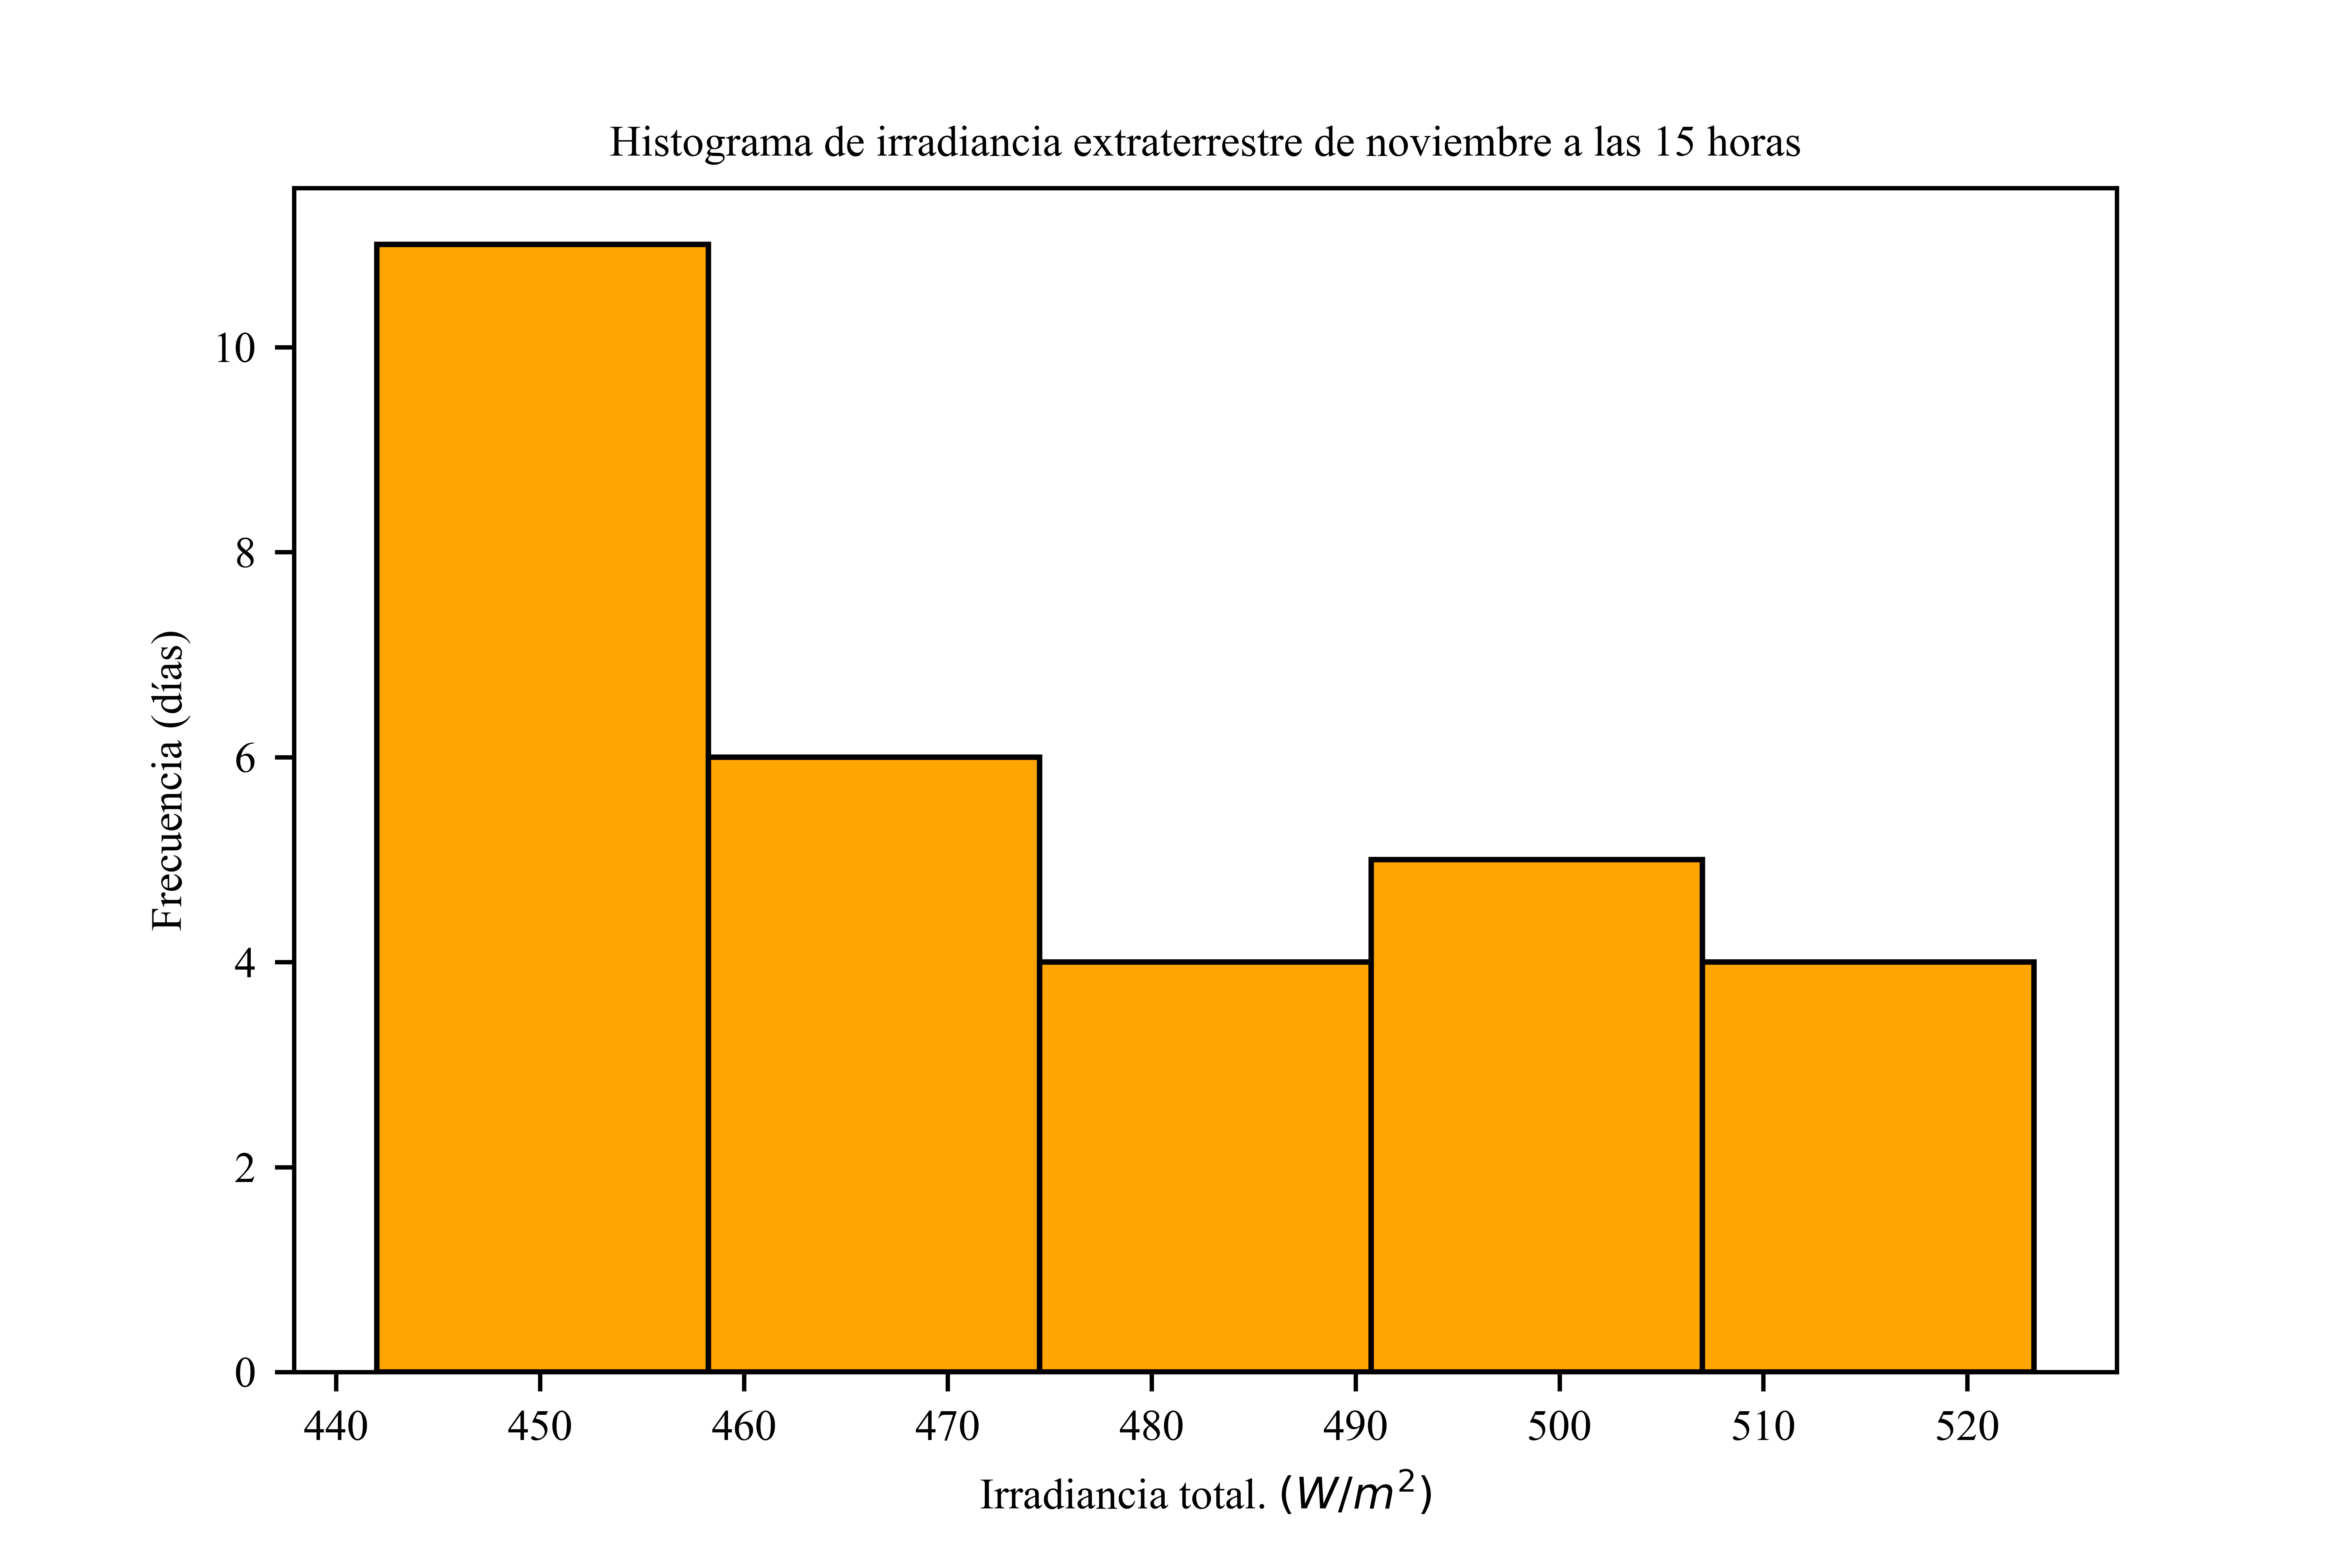 Histograma de irradiancia extraterrestre de noviembre a las 15 horas
Frecuencia (días)
10
8
6
4
2
0
440 450 460 470 480 490 500 510 520
Irradiancia total. (W/m²)